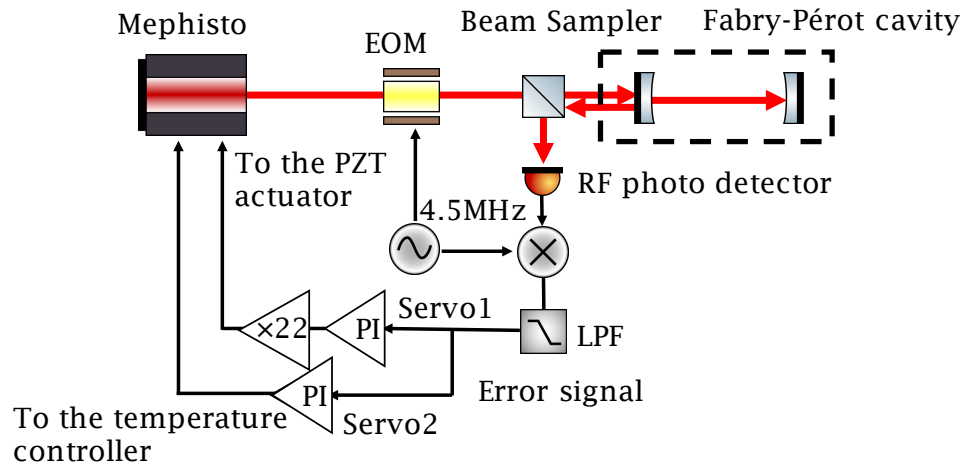 Mephisto
EOM
Beam Sampler
Fabry-Pérot cavity
To the PZT
actuator
4.5MHz
RF photo detector
×22
PI
Servo1
LPF
PI
Servo2
Error signal
To the temperature
controller